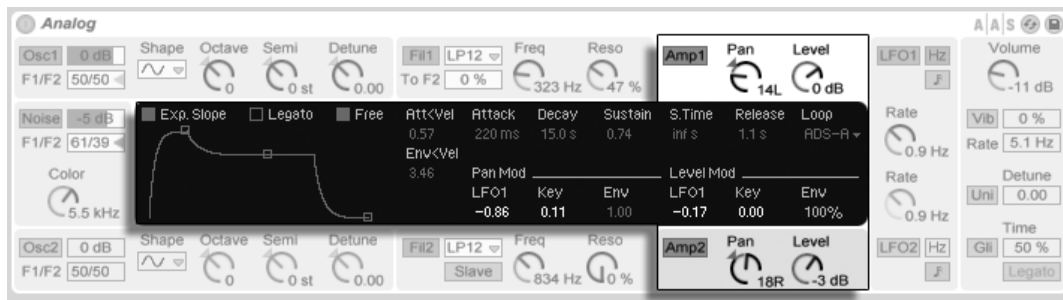 Analog
A|A|S
Osc1 0 dB Shape Octave Semi Detune
F1/F2 50/50 0 0 st 0.00
Fil1 LP12 Freq Reso
To F2 0 % 323 Hz 47 %
Amp1 Pan Level
14L 0 dB
LFO1 Hz
Rate
0.9 Hz
Volume
-11 dB
Noise -5 dB
F1/F2 61/39
Color
5.5 kHz
Exp. Slope Legato Free
Att<Vel Attack Decay Sustain S.Time Release Loop
0.57 220 ms 15.0 s 0.74 inf s 1.1 s ADS-A
Env<Vel
3.46 Pan Mod Level Mod
LFO1 Key Env LFO1 Key Env
-0.86 0.11 1.00 -0.17 0.00 100%
Rate
0.9 Hz
Vib 0 %
Rate 5.1 Hz
Detune
Uni 0.00
Time
Osc2 0 dB Shape Octave Semi Detune
F1/F2 50/50 0 0 st 0.00
Fil2 LP12 Freq Reso
Slave 834 Hz 0 %
Amp2 Pan Level
18R -3 dB
LFO2 Hz
Gli 50 %
Legato